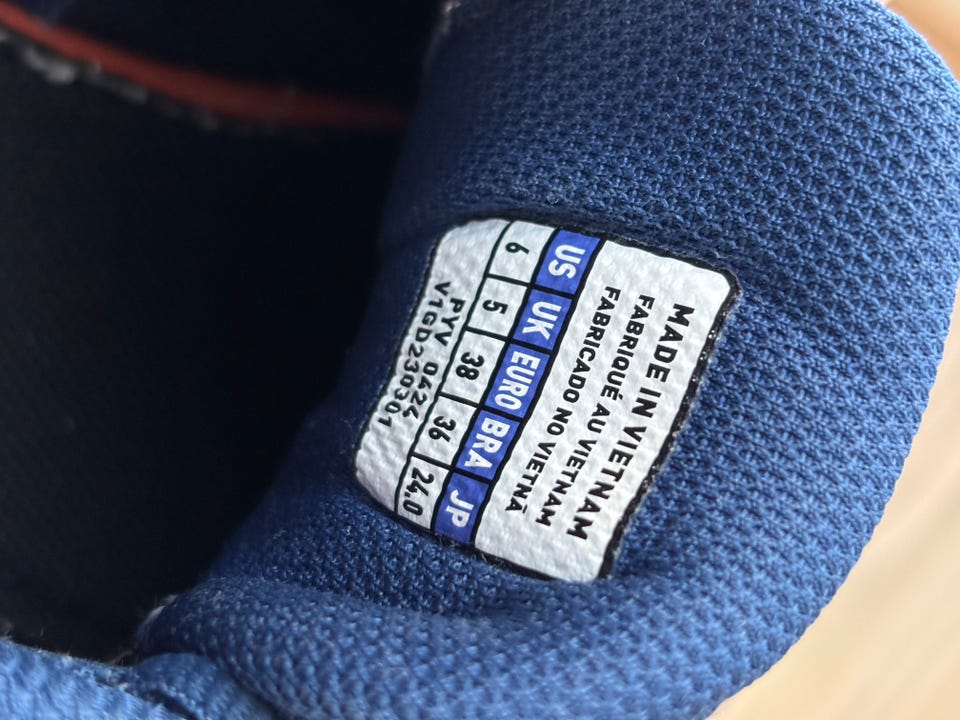 MADE IN VIETNAM
FABRIQUÉ AU VIETNAM
FABRICADO NO VIETNÃ
US UK EURO BRA JP
6 5 38 36 24.0
PYV 0424
V1GD230301